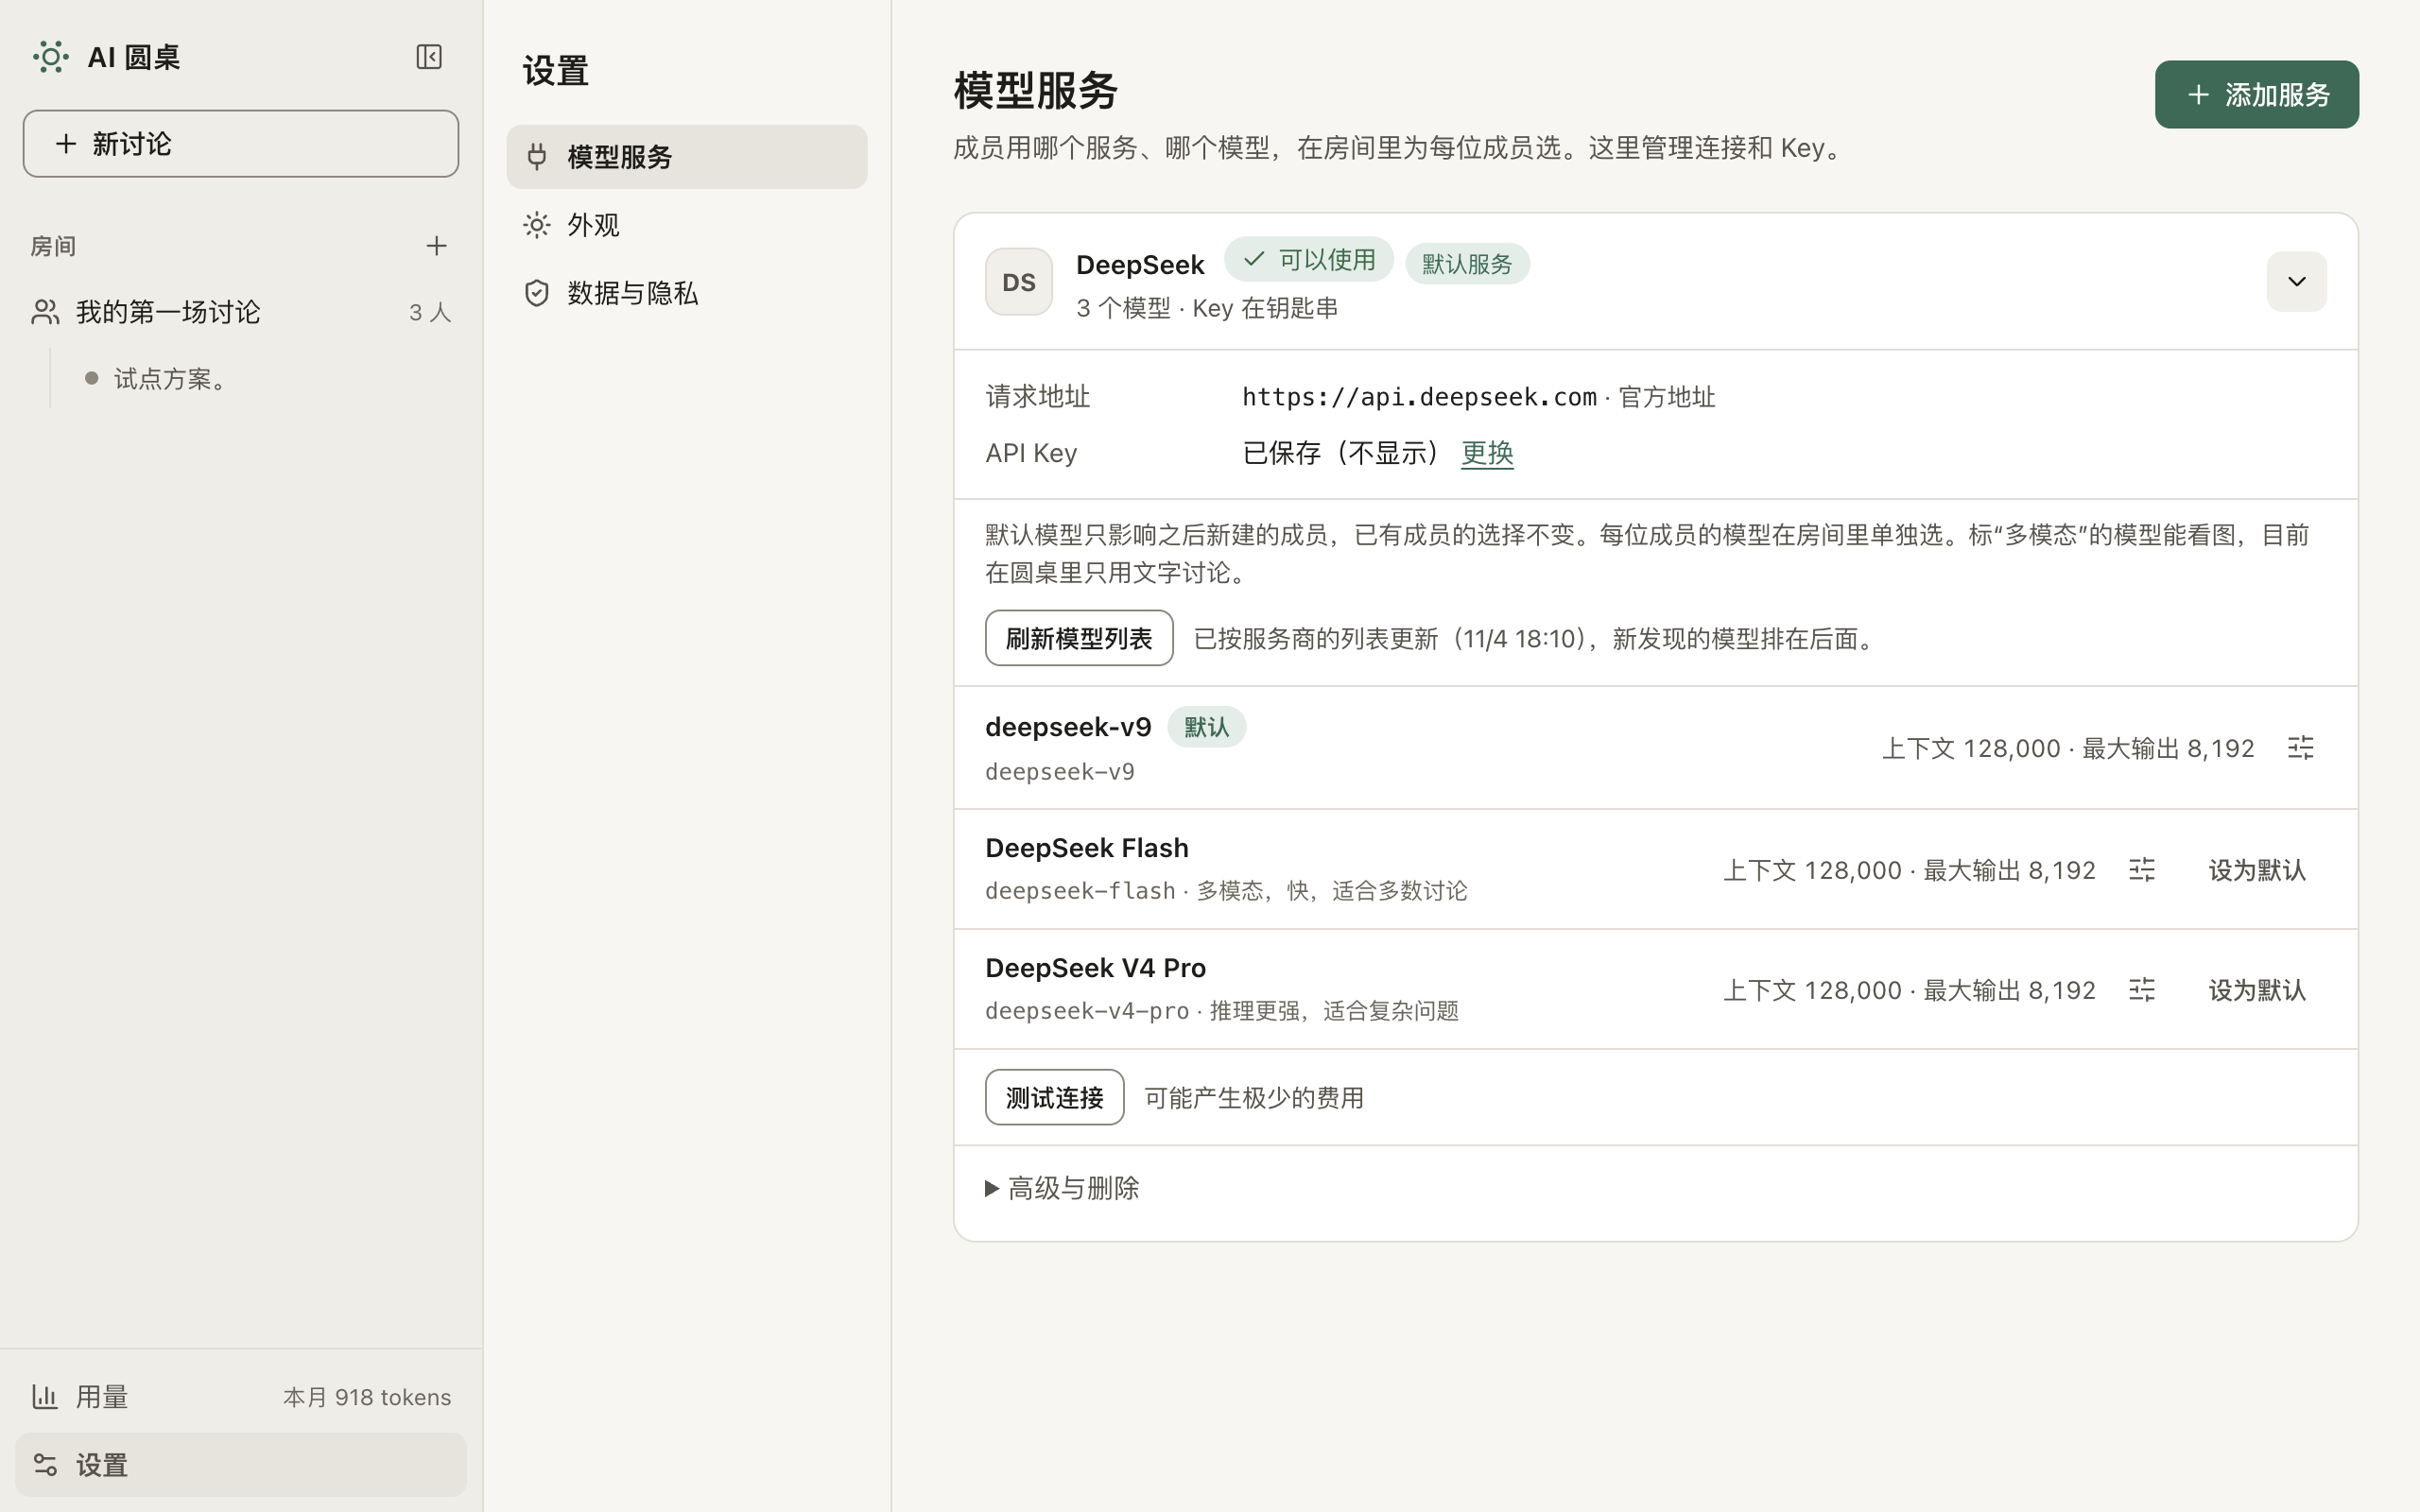 AI 圆桌
新讨论
房间
我的第一场讨论 3 人
试点方案。
用量 本月 918 tokens
设置
设置
模型服务
外观
数据与隐私
模型服务
添加服务
成员用哪个服务、哪个模型，在房间里为每位成员选。这里管理连接和 Key。
DS
DeepSeek 可以使用 默认服务
3 个模型 · Key 在钥匙串
请求地址 https://api.deepseek.com · 官方地址
API Key 已保存（不显示） 更换
默认模型只影响之后新建的成员，已有成员的选择不变。每位成员的模型在房间里单独选。标“多模态”的模型能看图，目前
在圆桌里只用文字讨论。
刷新模型列表 已按服务商的列表更新（11/4 18:10），新发现的模型排在后面。
deepseek-v9 默认
deepseek-v9
上下文 128,000 · 最大输出 8,192
DeepSeek Flash
deepseek-flash · 多模态，快，适合多数讨论
上下文 128,000 · 最大输出 8,192 设为默认
DeepSeek V4 Pro
deepseek-v4-pro · 推理更强，适合复杂问题
上下文 128,000 · 最大输出 8,192 设为默认
测试连接 可能产生极少的费用
高级与删除